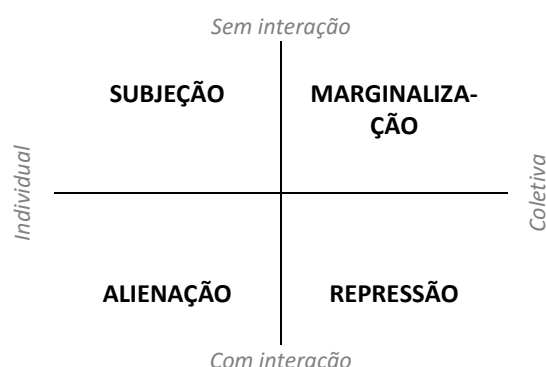 Sem interação
SUBJEÇÃO
MARGINALIZA-
ÇÃO
Individual
Coletiva
ALIENAÇÃO
REPRESSÃO
Com interação